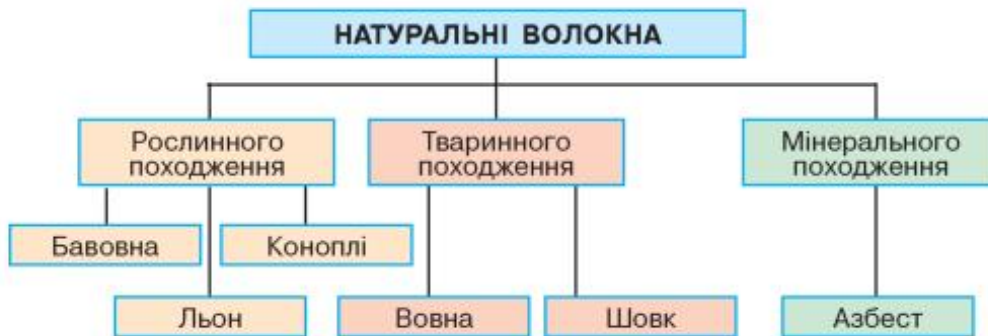 НАТУРАЛЬНІ ВОЛОКНА
Рослинного
походження
Тваринного
походження
Мінерального
походження
Бавовна
Коноплі
Льон
Вовна
Шовк
Азбест